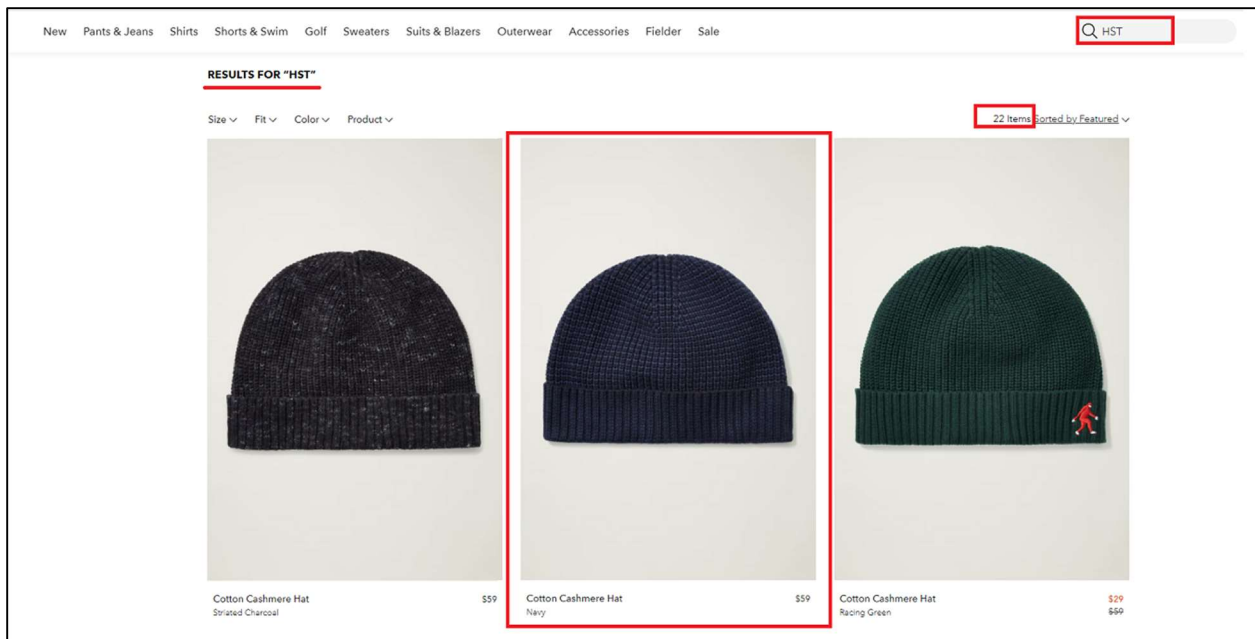 New Pants & Jeans Shirts Shorts & Swim Golf Sweaters Suits & Blazers Outerwear Accessories Fielder Sale HST
RESULTS FOR “HST”
Size Fit Color Product 22 Items Sorted by Featured
Cotton Cashmere Hat $59 Cotton Cashmere Hat $59 Cotton Cashmere Hat $29
Striated Charcoal Navy Racing Green $59